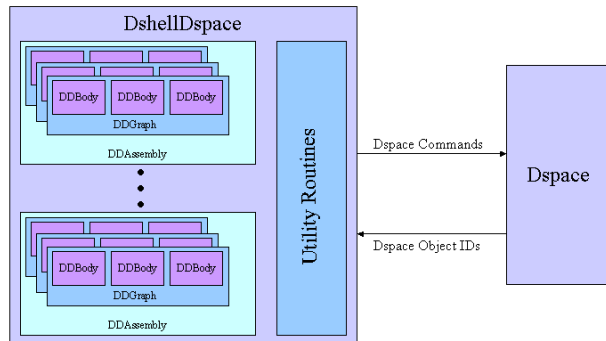 DshellDspace
DDBody DDBody DDBody
DDGraph
DDAssembly
DDBody DDBody DDBody
DDGraph
DDAssembly
Utility Routines
Dspace Commands
Dspace Object IDs
Dspace